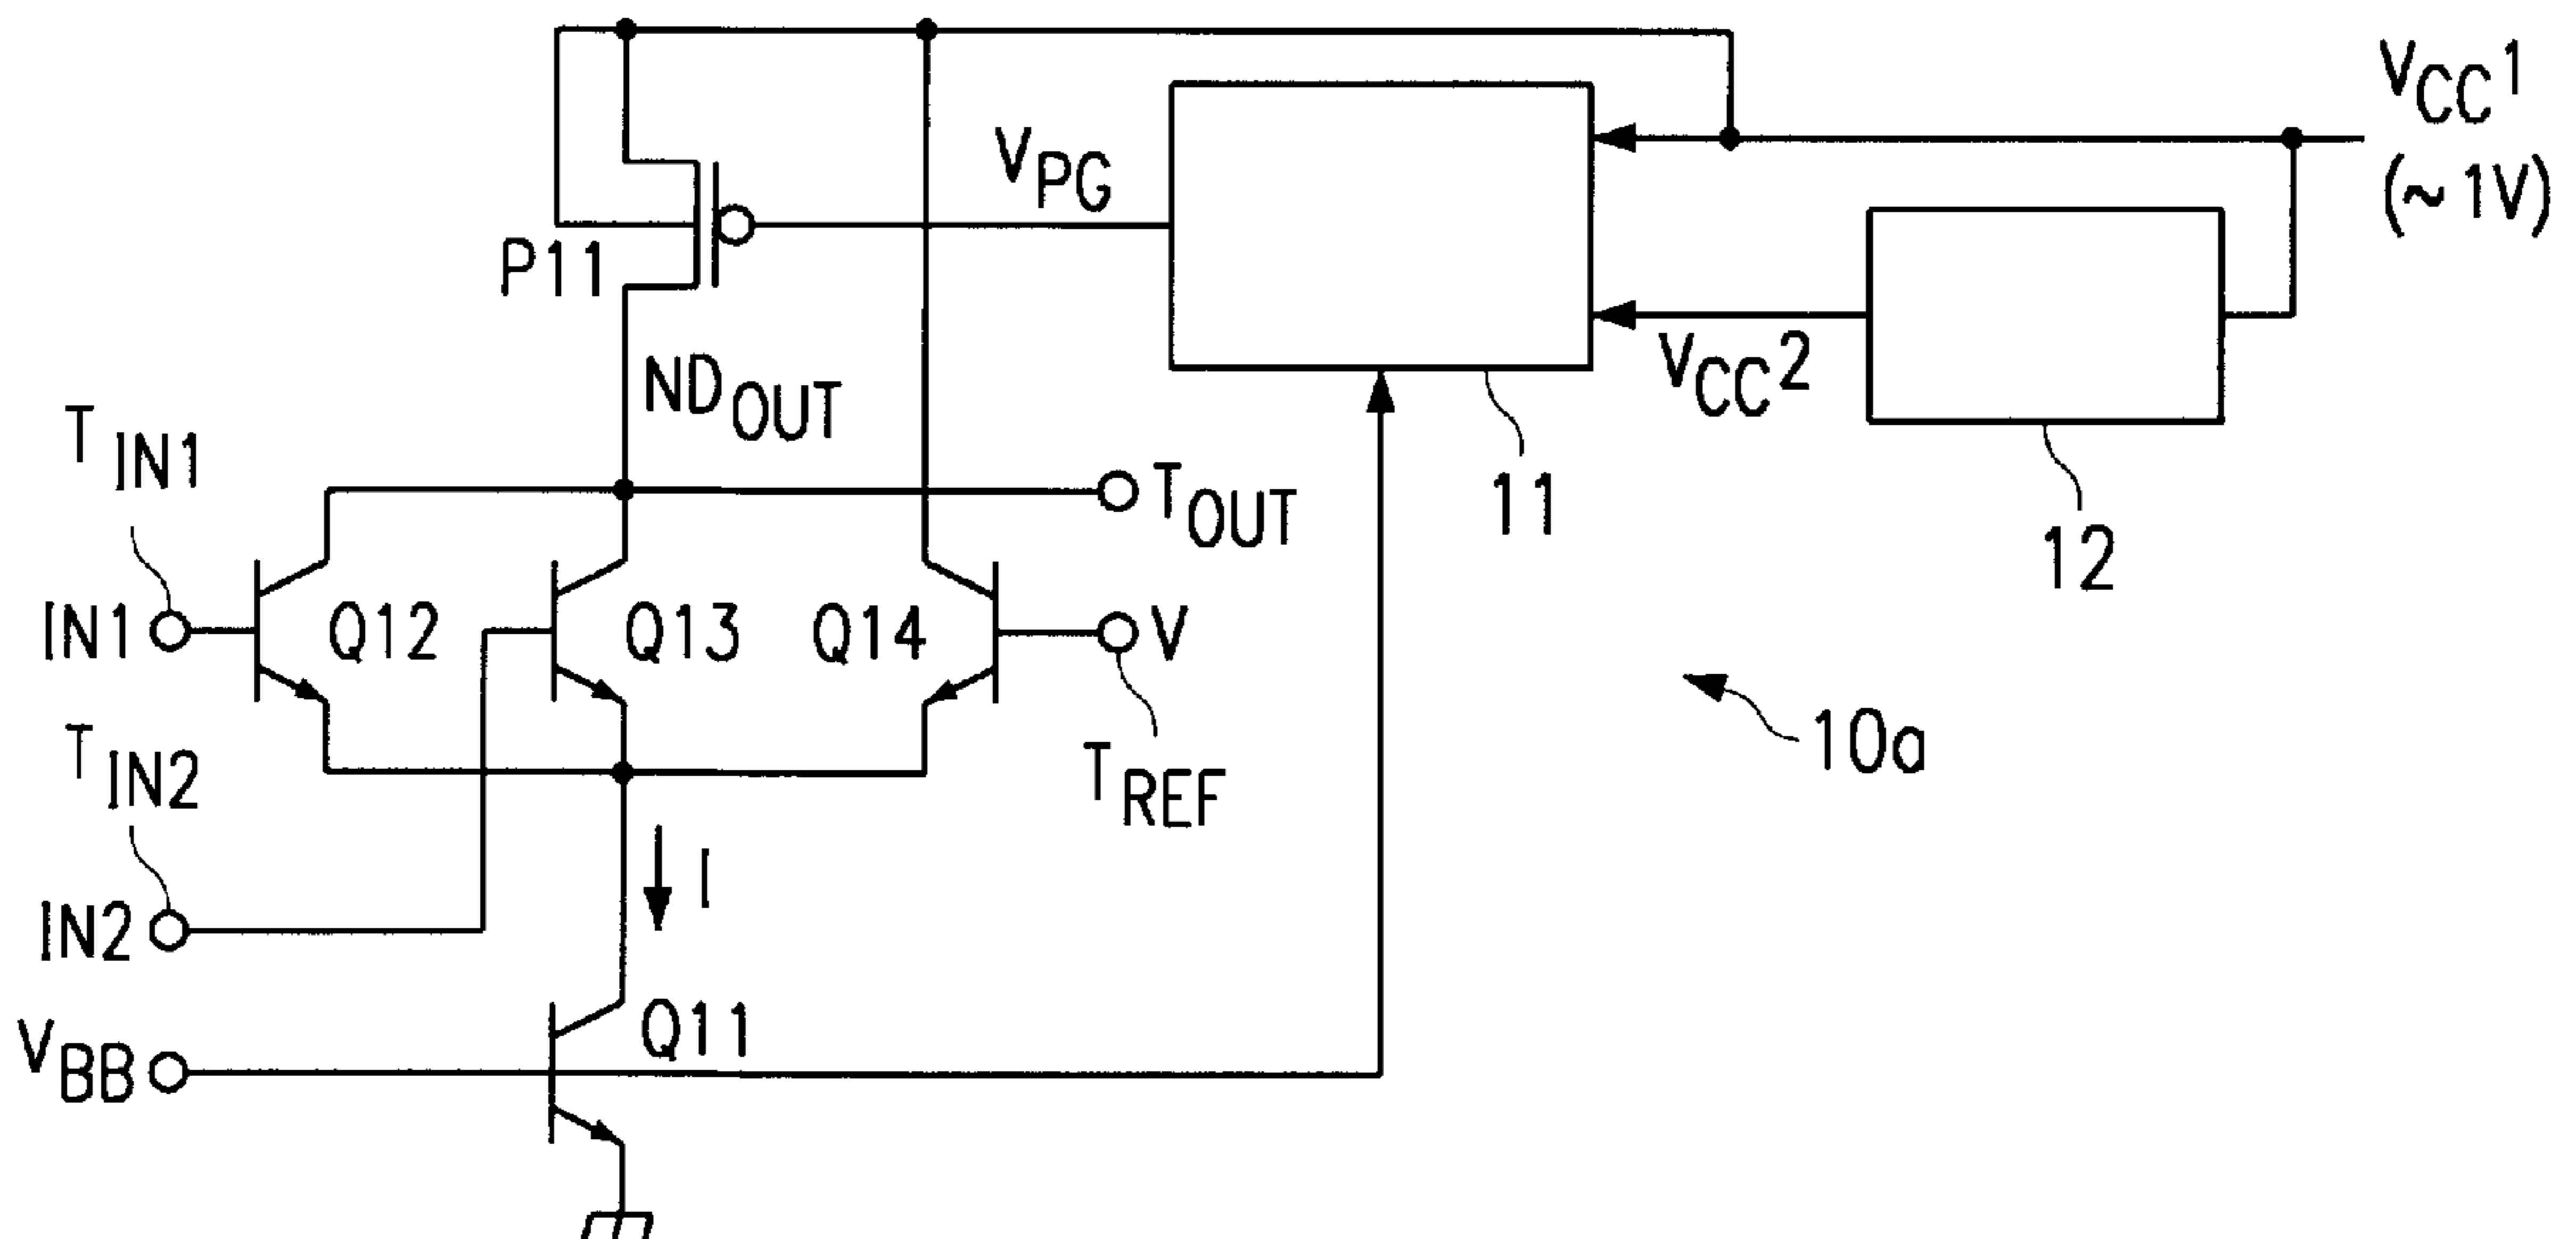 VCC1
(~1V)
VPG
P11
NDOUT
VCC2
TIN1
TOUT
11
12
IN1
Q12
Q13
Q14
V
TIN2
TREF
10a
I
IN2
Q11
VBB